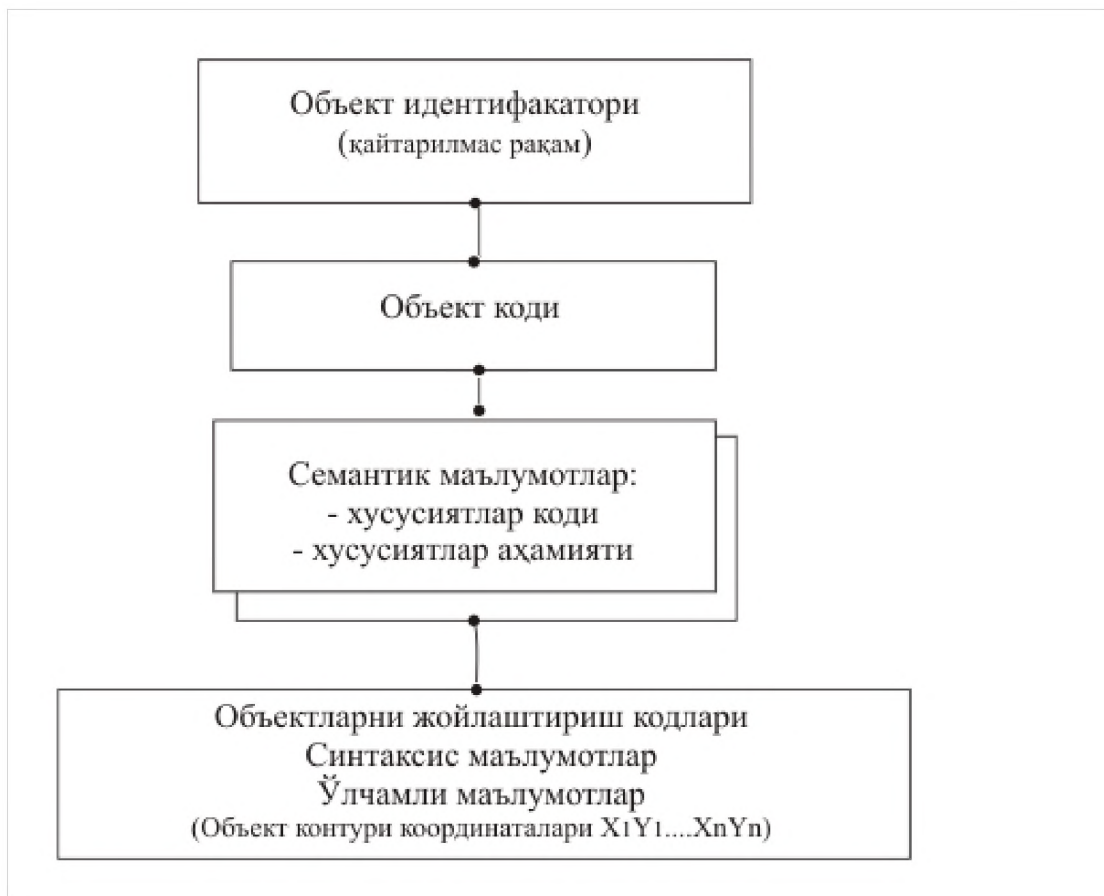 Объект идентифакатори
(қайтарилмас рақам)
Объект коди
Семантик маълумотлар:
- хусусиятлар коди
- хусусиятлар аҳамияти
Объектларни жойлаштириш кодлари
Синтаксис маълумотлар
Ўлчамли маълумотлар
(Объект контури координаталари X1Y1....XnYn)